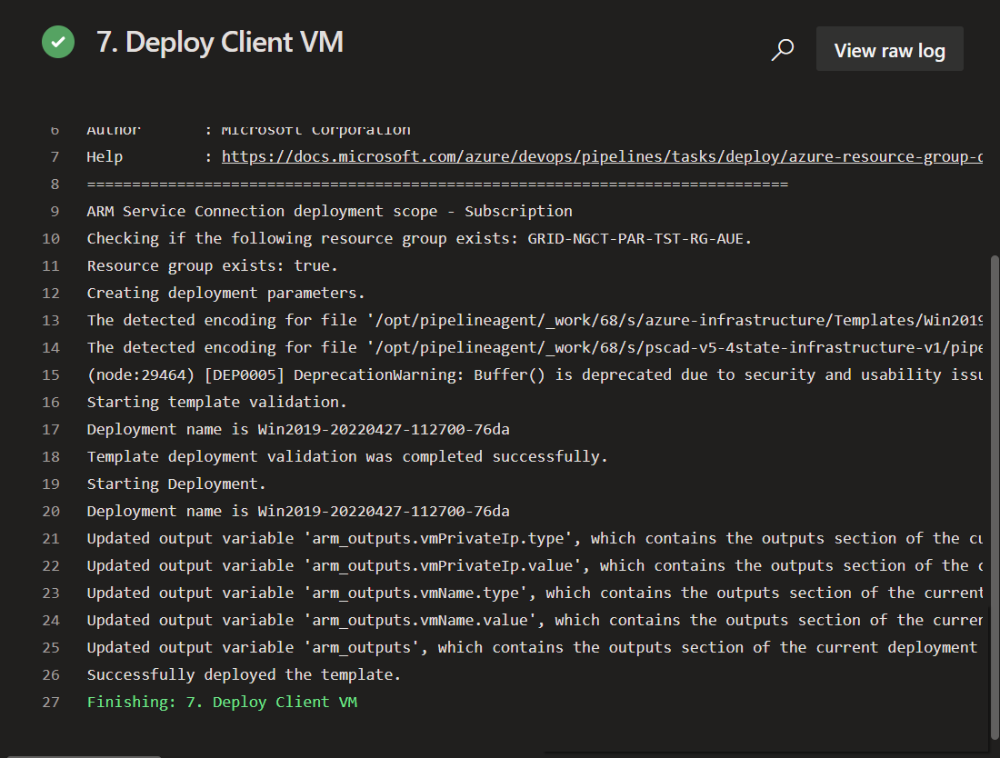 7. Deploy Client VM
View raw log
6 Author : Microsoft Corporation
7 Help : https://docs.microsoft.com/azure/devops/pipelines/tasks/deploy/azure-resource-group-d
8 ==============================================================================
9 ARM Service Connection deployment scope - Subscription
10 Checking if the following resource group exists: GRID-NGCT-PAR-TST-RG-AUE.
11 Resource group exists: true.
12 Creating deployment parameters.
13 The detected encoding for file '/opt/pipelineagent/_work/68/s/azure-infrastructure/Templates/Win2019
14 The detected encoding for file '/opt/pipelineagent/_work/68/s/pscad-v5-4state-infrastructure-v1/pipe
15 (node:29464) [DEP0005] DeprecationWarning: Buffer() is deprecated due to security and usability issu
16 Starting template validation.
17 Deployment name is Win2019-20220427-112700-76da
18 Template deployment validation was completed successfully.
19 Starting Deployment.
20 Deployment name is Win2019-20220427-112700-76da
21 Updated output variable 'arm_outputs.vmPrivateIp.type', which contains the outputs section of the cu
22 Updated output variable 'arm_outputs.vmPrivateIp.value', which contains the outputs section of the c
23 Updated output variable 'arm_outputs.vmName.type', which contains the outputs section of the current
24 Updated output variable 'arm_outputs.vmName.value', which contains the outputs section of the curren
25 Updated output variable 'arm_outputs', which contains the outputs section of the current deployment
26 Successfully deployed the template.
27 Finishing: 7. Deploy Client VM